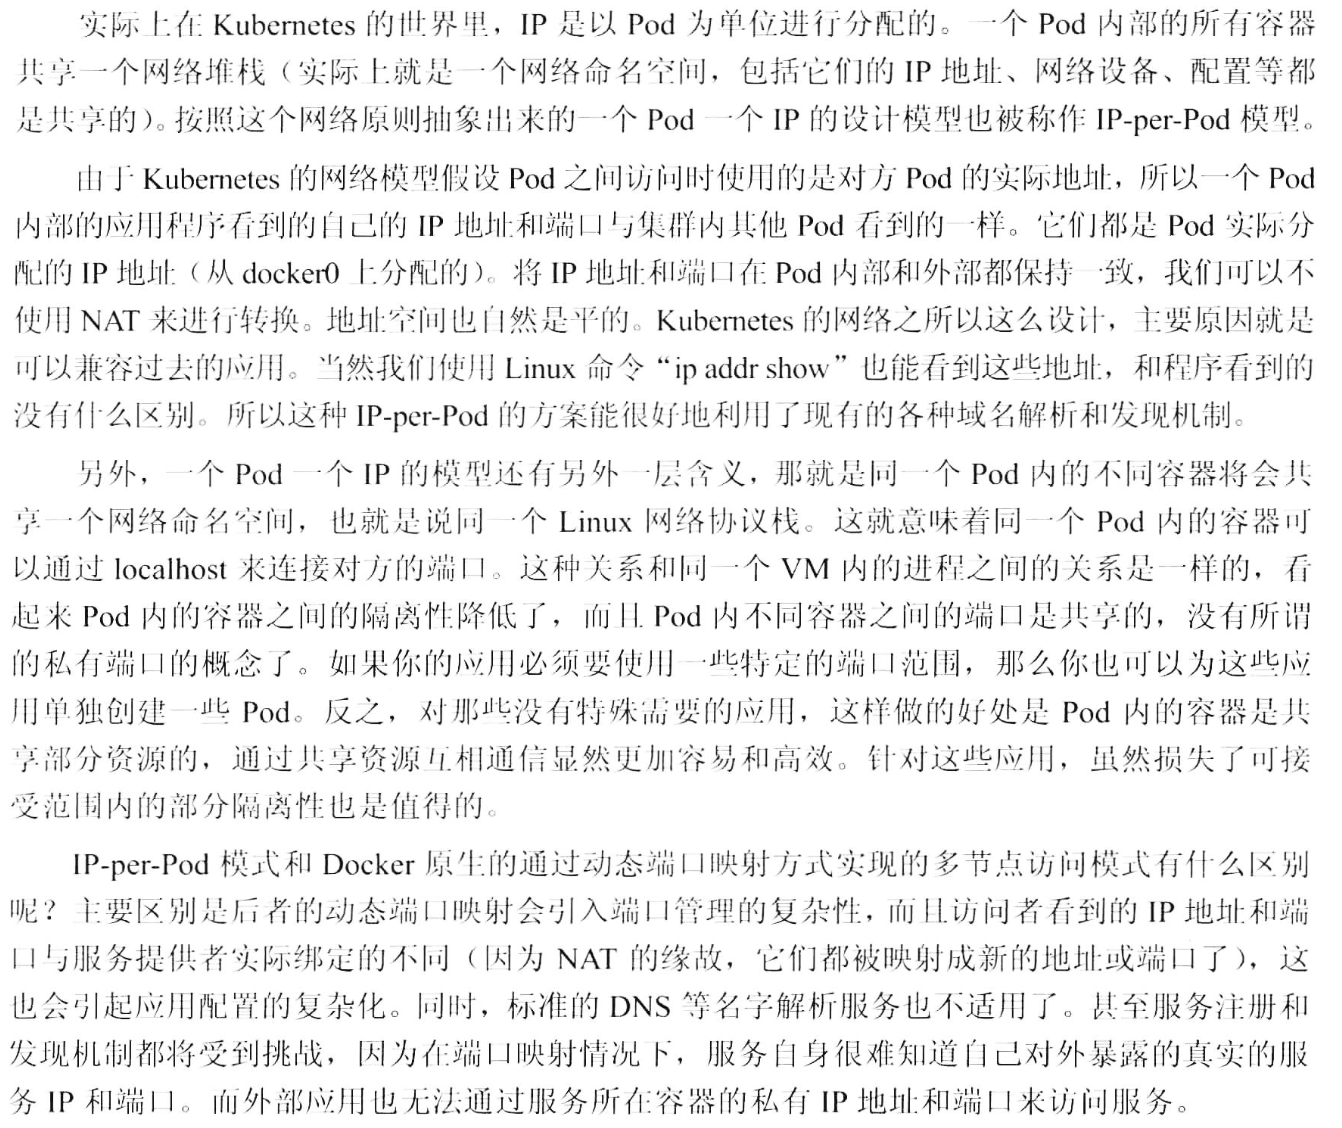 实际上在 Kubernetes 的世界里，IP 是以 Pod 为单位进行分配的。一个 Pod 内部的所有容器
共享一个网络堆栈（实际上就是一个网络命名空间，包括它们的 IP 地址、网络设备、配置等都
是共享的）。按照这个网络原则抽象出来的一个 Pod 一个 IP 的设计模型也被称作 IP-per-Pod 模型。
由于 Kubernetes 的网络模型假设 Pod 之间访问时使用的是对方 Pod 的实际地址，所以一个 Pod
内部的应用程序看到的自己的 IP 地址和端口与集群内其他 Pod 看到的一样。它们都是 Pod 实际分
配的 IP 地址（从 docker0 上分配的）。将 IP 地址和端口在 Pod 内部和外部都保持一致，我们可以不
使用 NAT 来进行转换。地址空间也自然是平的。Kubernetes 的网络之所以这么设计，主要原因就是
可以兼容过去的应用。当然我们使用 Linux 命令“ip addr show”也能看到这些地址，和程序看到的
没有什么区别。所以这种 IP-per-Pod 的方案能很好地利用了现有的各种域名解析和发现机制。
另外，一个 Pod 一个 IP 的模型还有另外一层含义，那就是同一个 Pod 内的不同容器将会共
享一个网络命名空间，也就是说同一个 Linux 网络协议栈。这就意味着同一个 Pod 内的容器可
以通过 localhost 来连接对方的端口。这种关系和同一个 VM 内的进程之间的关系是一样的，看
起来 Pod 内的容器之间的隔离性降低了，而且 Pod 内不同容器之间的端口是共享的，没有所谓
的私有端口的概念了。如果你的应用必须要使用一些特定的端口范围，那么你也可以为这些应
用单独创建一些 Pod。反之，对那些没有特殊需要的应用，这样做的好处是 Pod 内的容器是共
享部分资源的，通过共享资源互相通信显然更加容易和高效。针对这些应用，虽然损失了可接
受范围内的部分隔离性也是值得的。
IP-per-Pod 模式和 Docker 原生的通过动态端口映射方式实现的多节点访问模式有什么区别
呢？主要区别是后者的动态端口映射会引入端口管理的复杂性，而且访问者看到的 IP 地址和端
口与服务提供者实际绑定的不同（因为 NAT 的缘故，它们都被映射成新的地址或端口了），这
也会引起应用配置的复杂化。同时，标准的 DNS 等名字解析服务也不适用了。甚至服务注册和
发现机制都将受到挑战，因为在端口映射情况下，服务自身很难知道自己对外暴露的真实的服
务 IP 和端口。而外部应用也无法通过服务所在容器的私有 IP 地址和端口来访问服务。